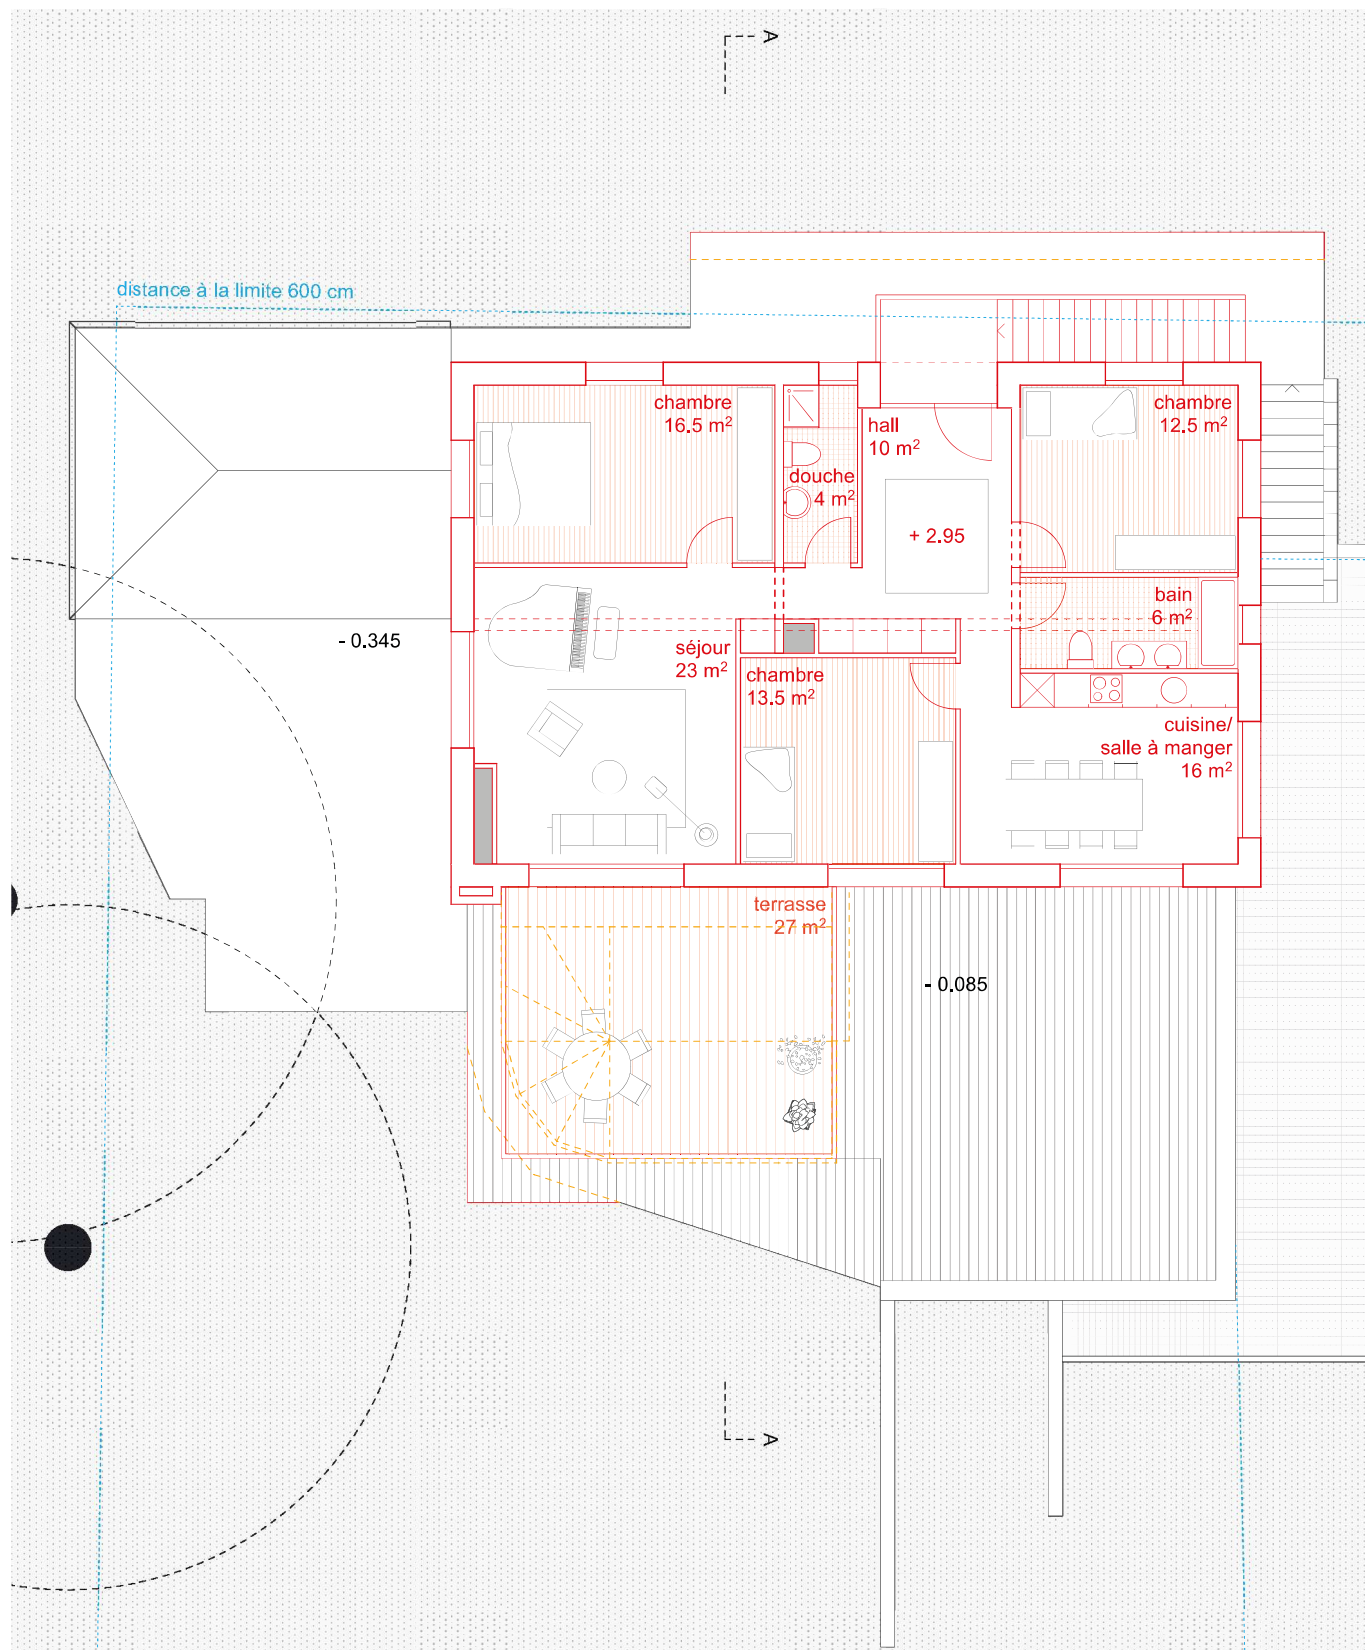 A
distance à la limite 600 cm
chambre
16.5 m²
hall
10 m²
chambre
12.5 m²
douche
4 m²
+ 2.95
bain
6 m²
- 0.345
séjour
23 m²
chambre
13.5 m²
cuisine/
salle à manger
16 m²
terrasse
27 m²
- 0.085
A